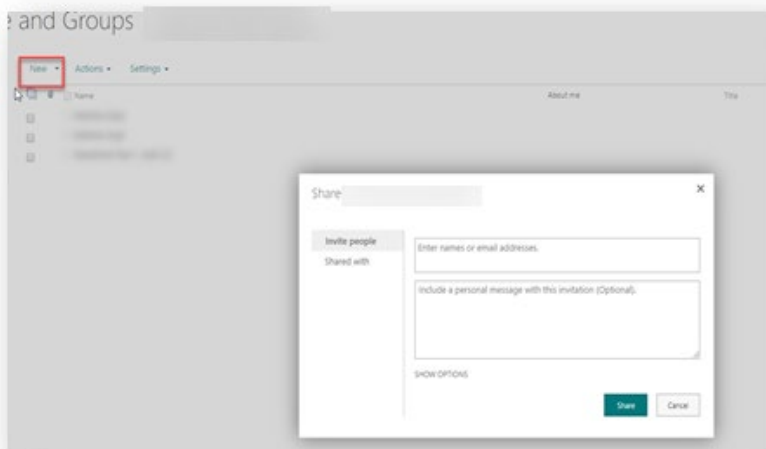 e and Groups
New
Actions
Settings
Name
About me
Title
Share
Invite people
Shared with
Enter names or email addresses.
Include a personal message with this invitation (Optional).
SHOW OPTIONS
Share
Cancel